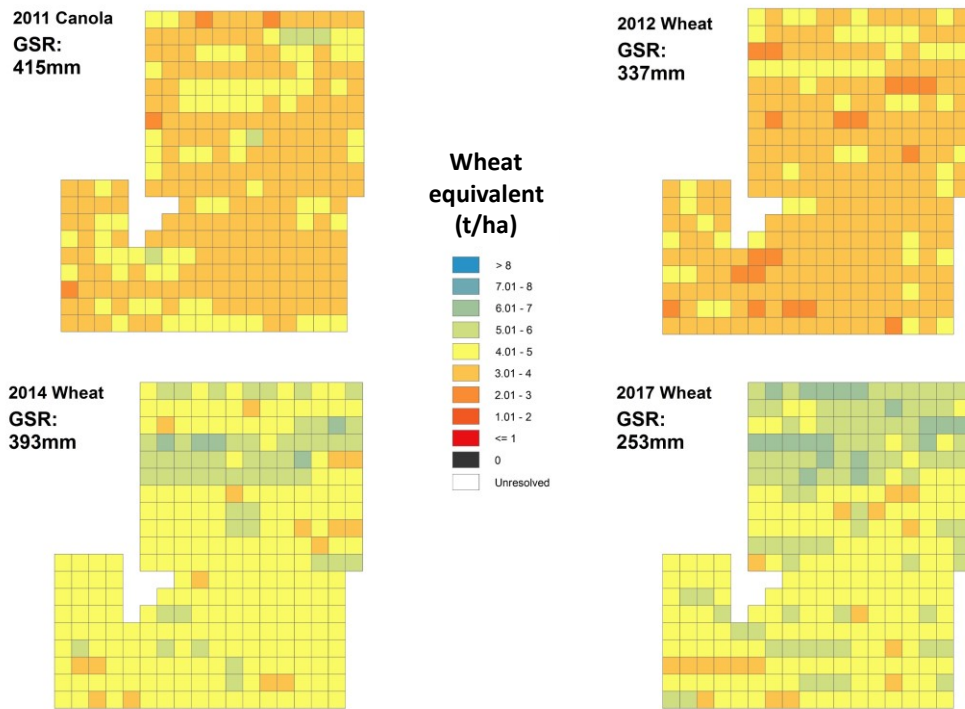 2011 Canola
GSR:
415mm
2012 Wheat
GSR:
337mm
Wheat
equivalent
(t/ha)
> 8
7.01 - 8
6.01 - 7
5.01 - 6
4.01 - 5
3.01 - 4
2.01 - 3
1.01 - 2
<= 1
0
Unresolved
2014 Wheat
GSR:
393mm
2017 Wheat
GSR:
253mm